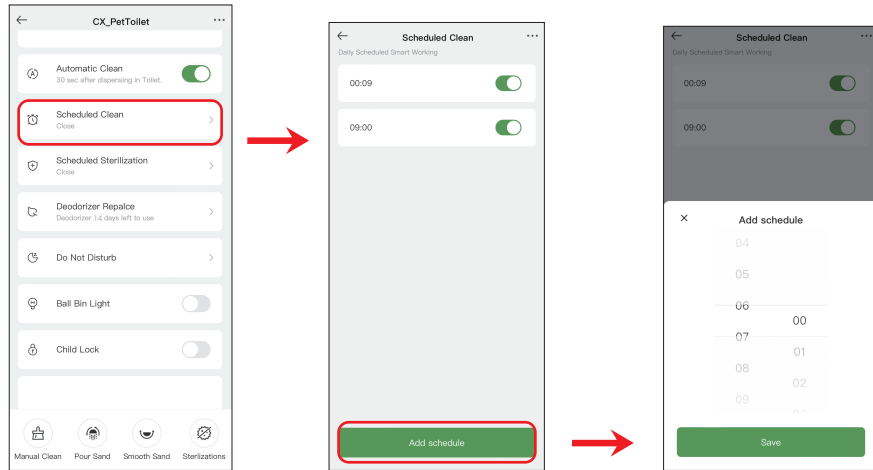 CX_PetToilet
Automatic Clean
30 sec after dispensing in Toilet.
Scheduled Clean
Close
Scheduled Sterilization
Close
Deodorizer Repalce
Deodorizer 14 days left to use
Do Not Disturb
Ball Bin Light
Child Lock
Manual Clean
Pour Sand
Smooth Sand
Sterlizations
Scheduled Clean
Daily Scheduled Smart Working
00:09
09:00
Add schedule
Scheduled Clean
Daily Scheduled Smart Working
00:09
09:00
Add schedule
04
05
06
00
07
01
08
02
09
Save